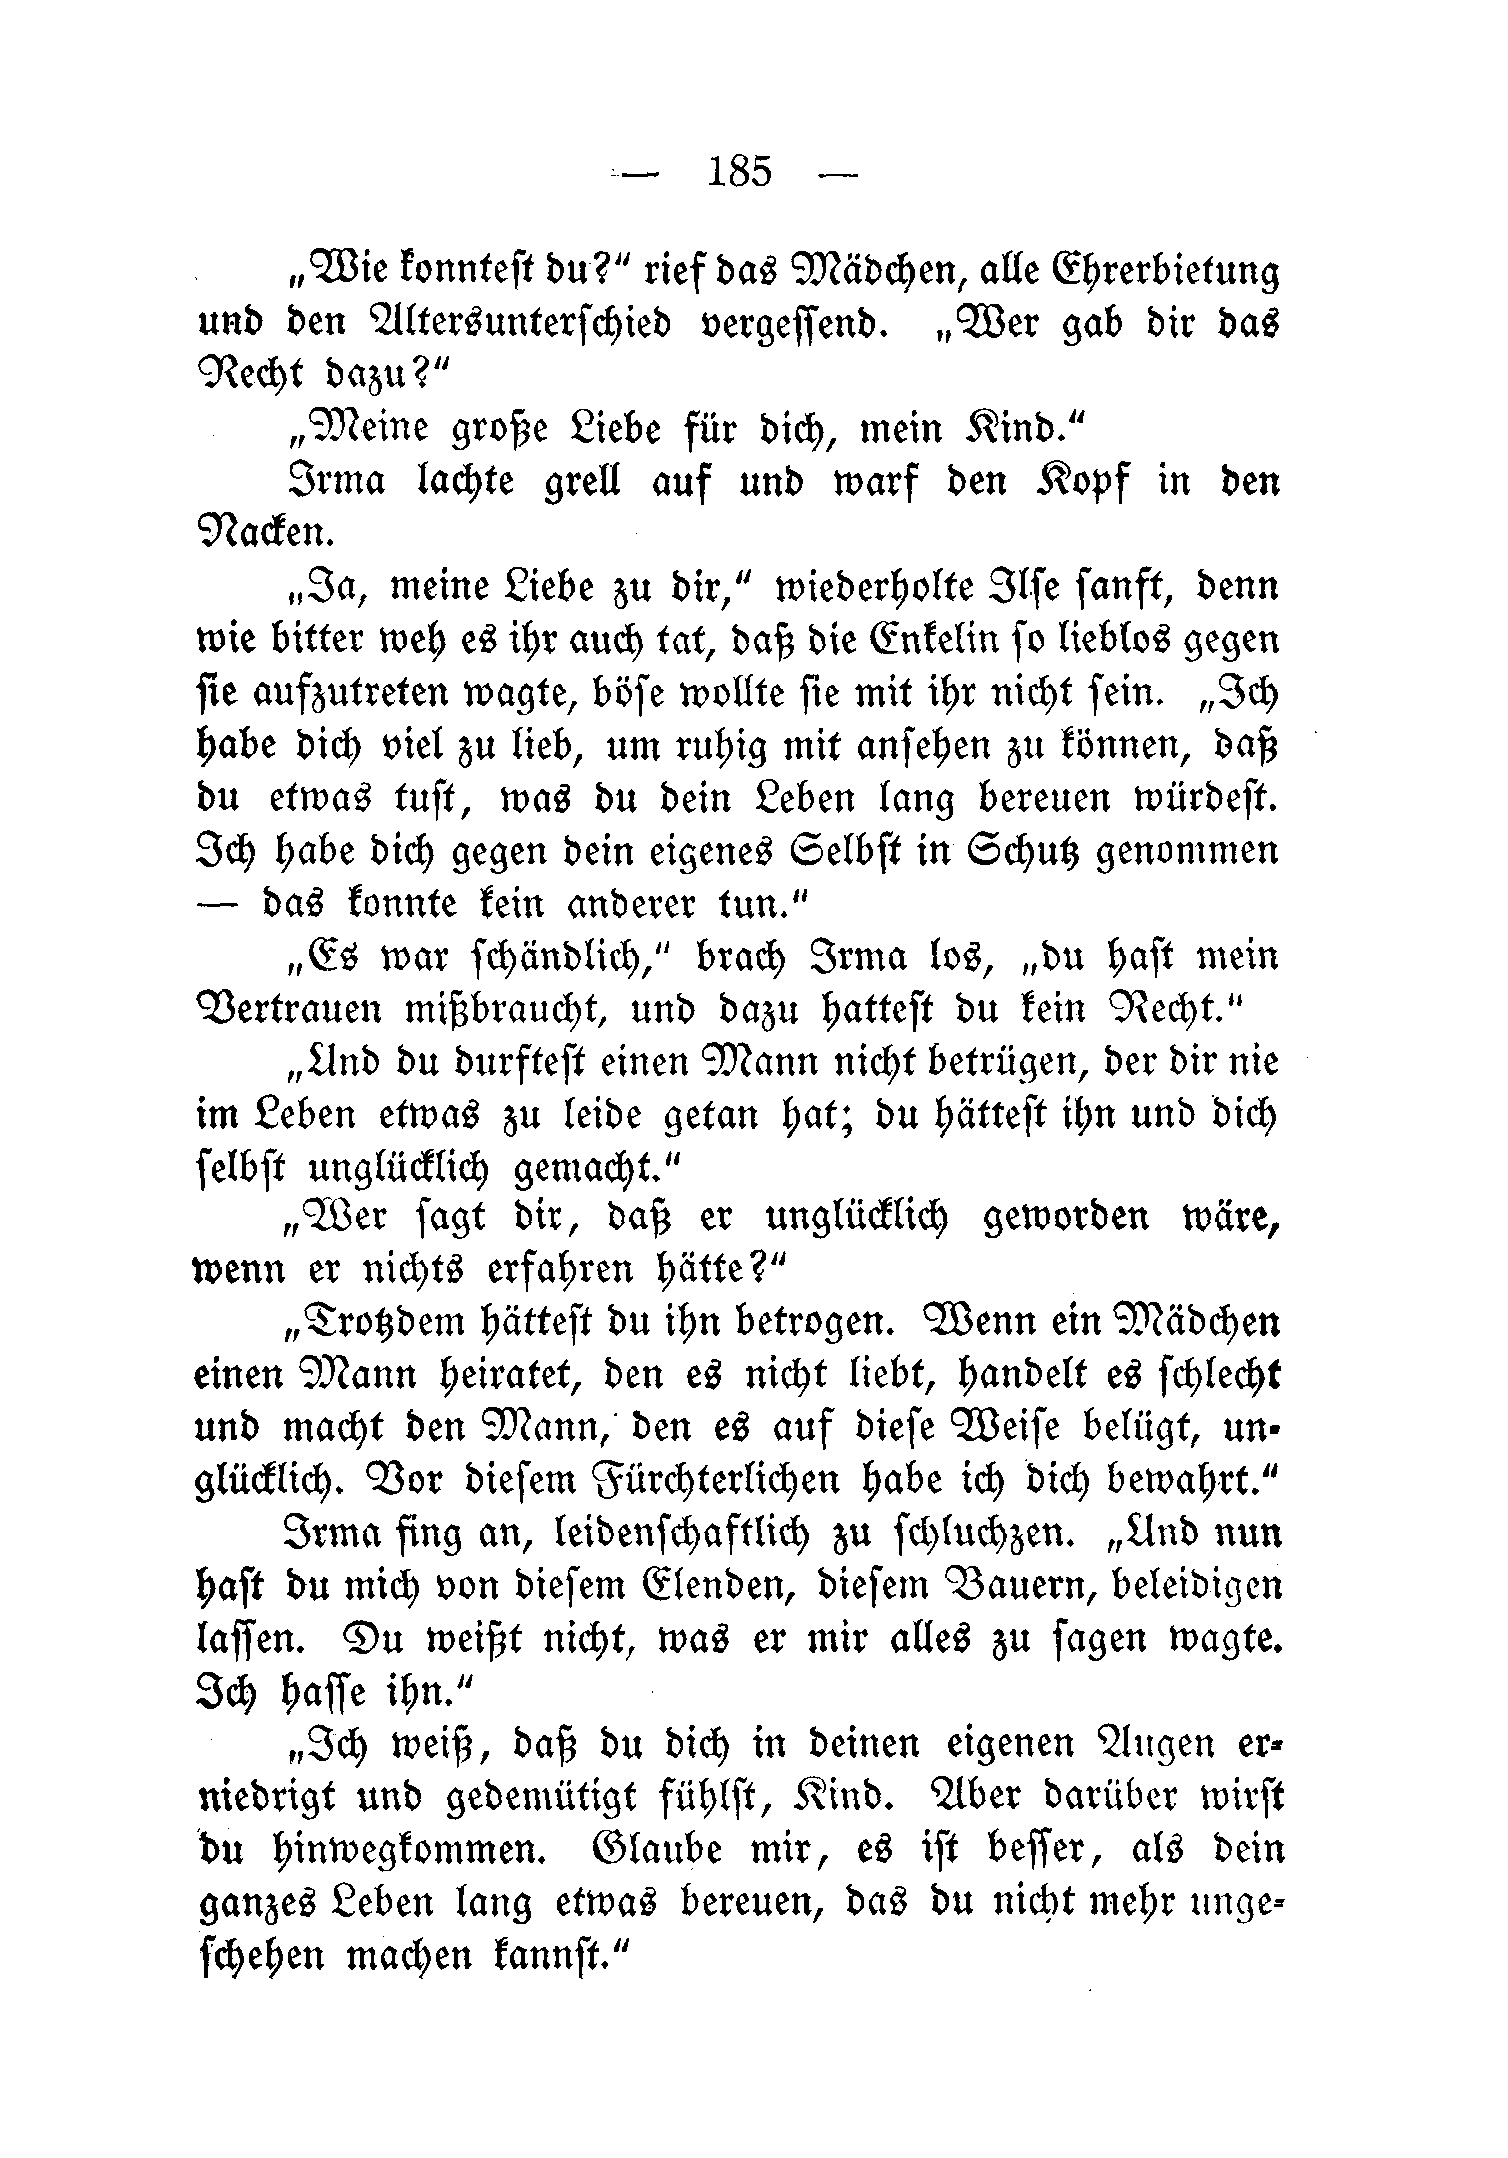 — 185 —
„Wie konntest du?“ rief das Mädchen, alle Ehrerbietung
und den Altersunterschied vergessend. „Wer gab dir das
Recht dazu?“
„Meine große Liebe für dich, mein Kind.“
Irma lachte grell auf und warf den Kopf in den
Nacken.
„Ja, meine Liebe zu dir,“ wiederholte Ilse sanft, denn
wie bitter weh es ihr auch tat, daß die Enkelin so lieblos gegen
sie aufzutreten wagte, böse wollte sie mit ihr nicht sein. „Ich
habe dich viel zu lieb, um ruhig mit ansehen zu können, daß
du etwas tust, was du dein Leben lang bereuen würdest.
Ich habe dich gegen dein eigenes Selbst in Schutz genommen
— das konnte kein anderer tun.“
„Es war schändlich,“ brach Irma los, „du hast mein
Vertrauen mißbraucht, und dazu hattest du kein Recht.“
„Und du durftest einen Mann nicht betrügen, der dir nie
im Leben etwas zu leide getan hat; du hättest ihn und dich
selbst unglücklich gemacht.“
„Wer sagt dir, daß er unglücklich geworden wäre,
wenn er nichts erfahren hätte?“
„Trotzdem hättest du ihn betrogen. Wenn ein Mädchen
einen Mann heiratet, den es nicht liebt, handelt es schlecht
und macht den Mann, den es auf diese Weise belügt, un-
glücklich. Vor diesem Fürchterlichen habe ich dich bewahrt.“
Irma fing an, leidenschaftlich zu schluchzen. „Und nun
hast du mich von diesem Elenden, diesem Bauern, beleidigen
lassen. Du weißt nicht, was er mir alles zu sagen wagte.
Ich hasse ihn.“
„Ich weiß, daß du dich in deinen eigenen Augen er-
niedrigt und gedemütigt fühlst, Kind. Aber darüber wirst
du hinwegkommen. Glaube mir, es ist besser, als dein
ganzes Leben lang etwas bereuen, das du nicht mehr unge-
schehen machen kannst.“